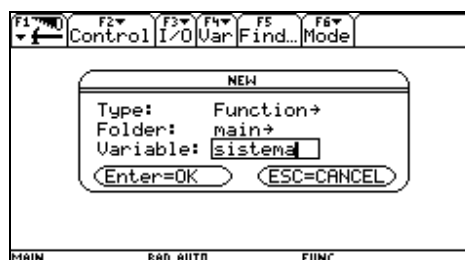 F1 F2 F3 F4 F5 F6
Control I/O Var Find… Mode
NEW
Type: Function→
Folder: main→
Variable: sistema
Enter=OK ESC=CANCEL
MAIN RAD AUTO FUNC